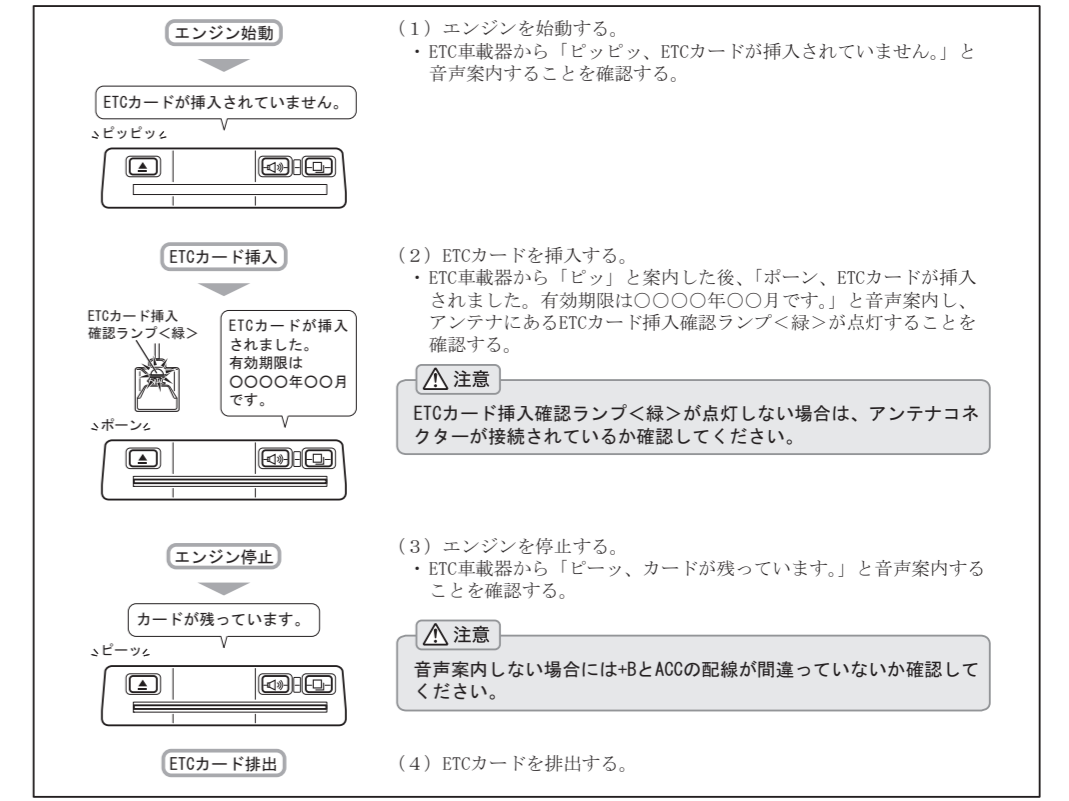 エンジン始動
（1）エンジンを始動する。
・ETC車載器から「ピッピッ、ETCカードが挿入されていません。」と
音声案内することを確認する。
ETCカードが挿入されていません。
ピッピッ
ETCカード挿入
（2）ETCカードを挿入する。
・ETC車載器から「ピッ」と案内した後、「ポーン、ETCカードが挿入
されました。有効期限は〇〇〇〇年〇〇月です。」と音声案内し、
アンテナにあるETCカード挿入確認ランプ＜緑＞が点灯することを
確認する。
ETCカード挿入
確認ランプ＜緑＞
ETCカードが挿入
されました。
有効期限は
〇〇〇〇年〇〇月
です。
ポーン
注意
ETCカード挿入確認ランプ＜緑＞が点灯しない場合は、アンテナコネ
クターが接続されているか確認してください。
エンジン停止
（3）エンジンを停止する。
・ETC車載器から「ピーッ、カードが残っています。」と音声案内する
ことを確認する。
カードが残っています。
ピーッ
注意
音声案内しない場合には+BとACCの配線が間違っていないか確認して
ください。
ETCカード排出
（4）ETCカードを排出する。